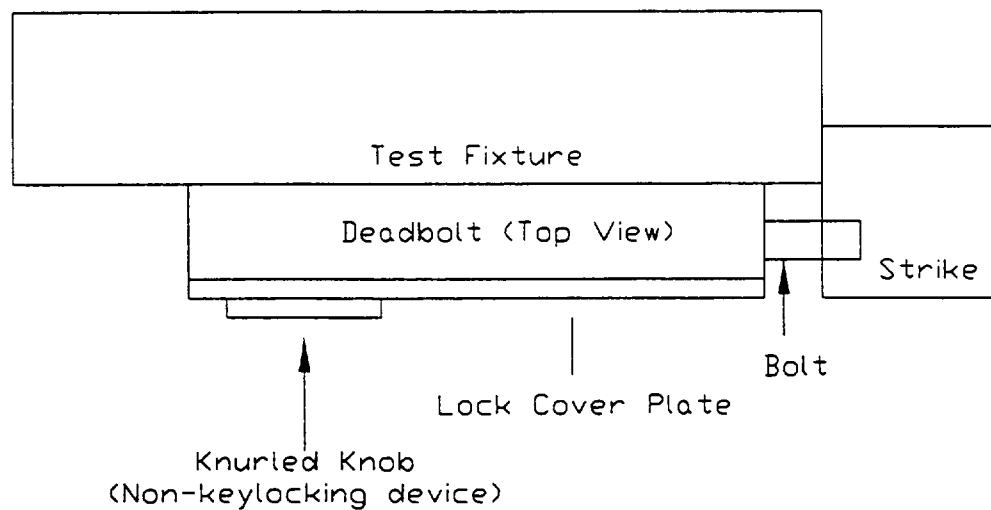 Test Fixture
Deadbolt (Top View)
Strike
Bolt
Lock Cover Plate
Knurled Knob
(Non-keylocking device)